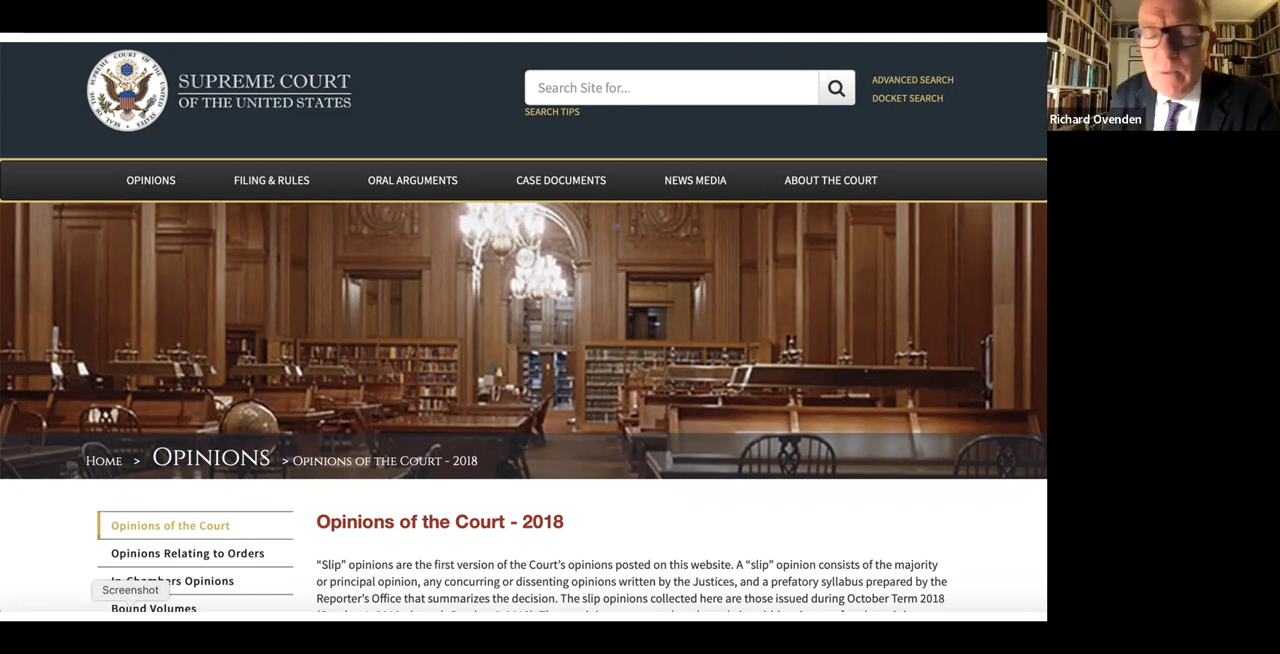 SUPREME COURT
OF THE UNITED STATES
Search Site for...
SEARCH TIPS
ADVANCED SEARCH
DOCKET SEARCH
Richard Ovenden
OPINIONS
FILING & RULES
ORAL ARGUMENTS
CASE DOCUMENTS
NEWS MEDIA
ABOUT THE COURT
HOME > OPINIONS > OPINIONS OF THE COURT - 2018
Opinions of the Court
Opinions Relating to Orders
In-Chambers Opinions
Screenshot
Bound Volumes
Opinions of the Court - 2018
“Slip” opinions are the first version of the Court’s opinions posted on this website. A “slip” opinion consists of the majority
or principal opinion, any concurring or dissenting opinions written by the Justices, and a prefatory syllabus prepared by the
Reporter’s Office that summarizes the decision. The slip opinions collected here are those issued during October Term 2018